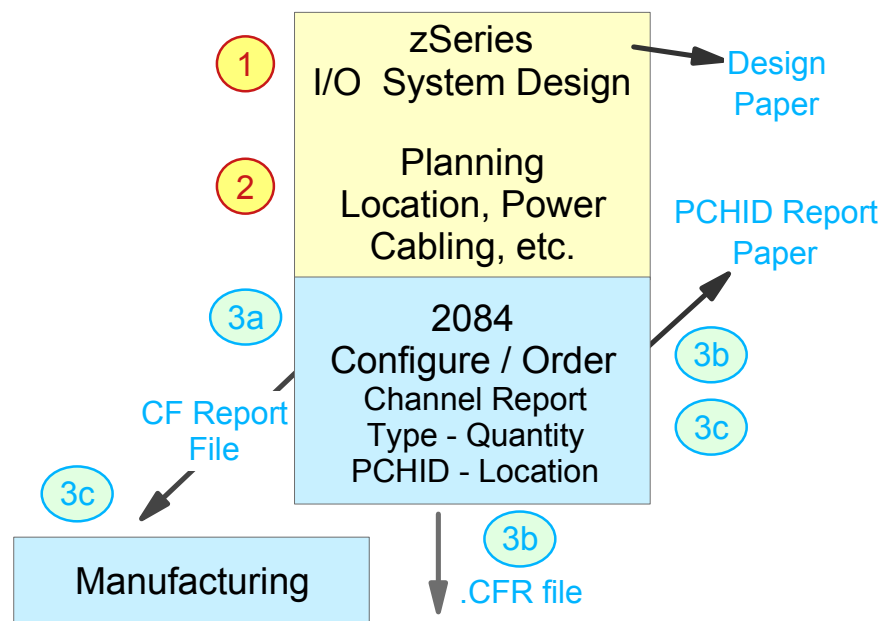 1
zSeries
I/O System Design
Design
Paper
2
Planning
Location, Power
Cabling, etc.
PCHID Report
Paper
3a
2084
Configure / Order
Channel Report
Type - Quantity
PCHID - Location
3b
3c
CF Report
File
3c
Manufacturing
3b
.CFR file